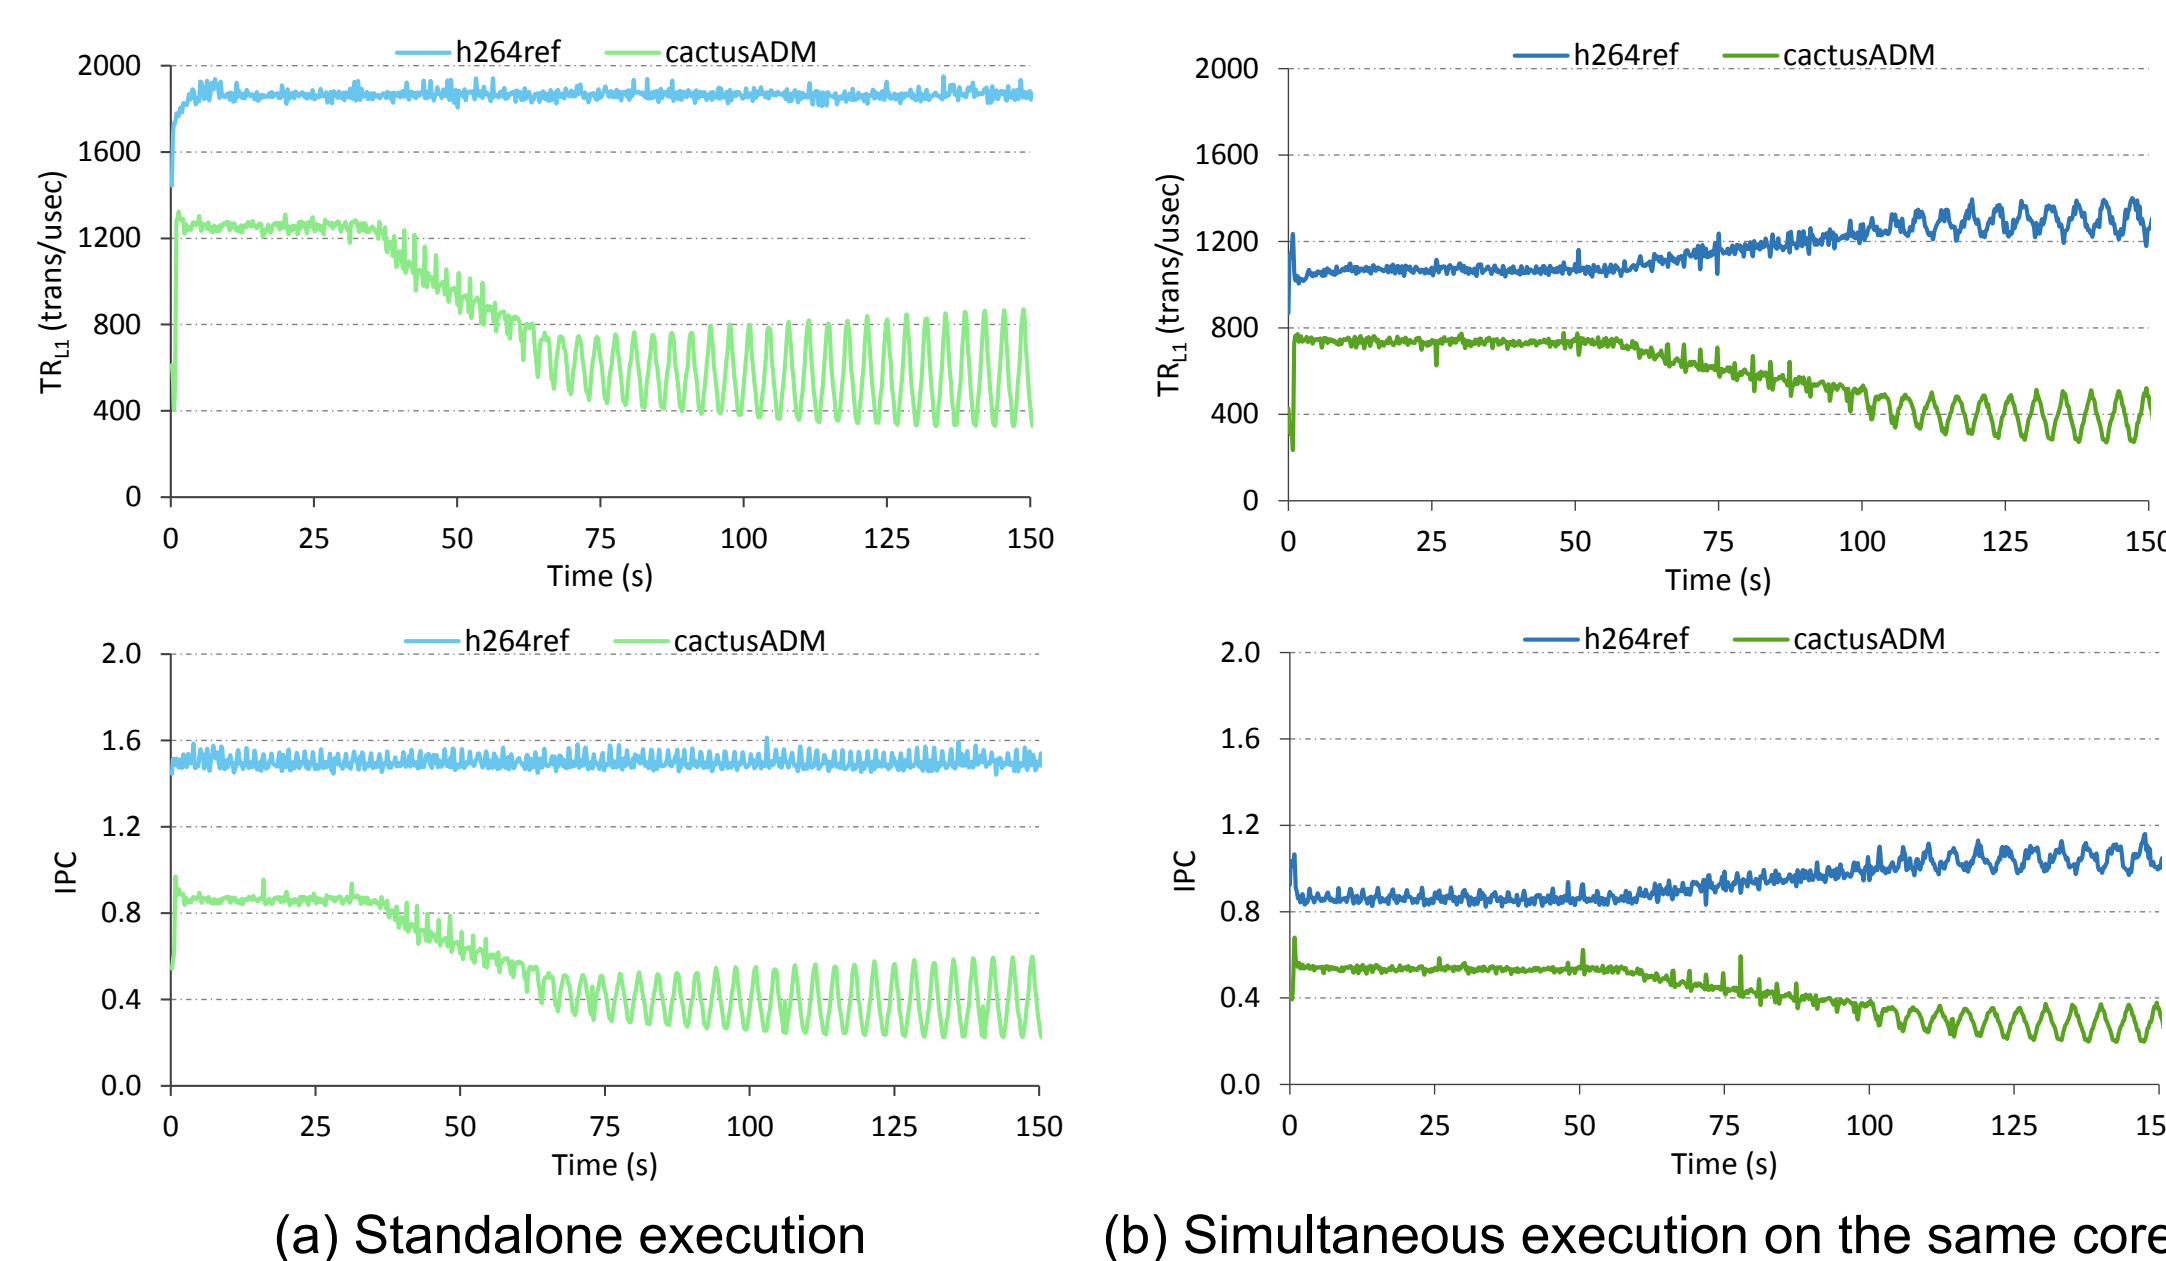 h264ref cactusADM
2000
1600
1200
800
400
0
TRL1 (trans/usec)
0 25 50 75 100 125 150
Time (s)
h264ref cactusADM
2000
1600
1200
800
400
0
TRL1 (trans/usec)
0 25 50 75 100 125 150
Time (s)
h264ref cactusADM
2.0
1.6
1.2
0.8
0.4
0.0
IPC
0 25 50 75 100 125 150
Time (s)
h264ref cactusADM
2.0
1.6
1.2
0.8
0.4
0.0
IPC
0 25 50 75 100 125 15
Time (s)
(a) Standalone execution
(b) Simultaneous execution on the same core